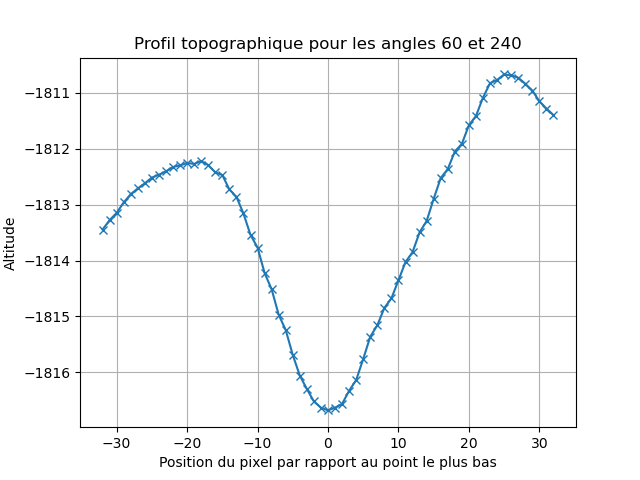 Profil topographique pour les angles 60 et 240
Altitude
−1811
−1812
−1813
−1814
−1815
−1816
−30 −20 −10 0 10 20 30
Position du pixel par rapport au point le plus bas